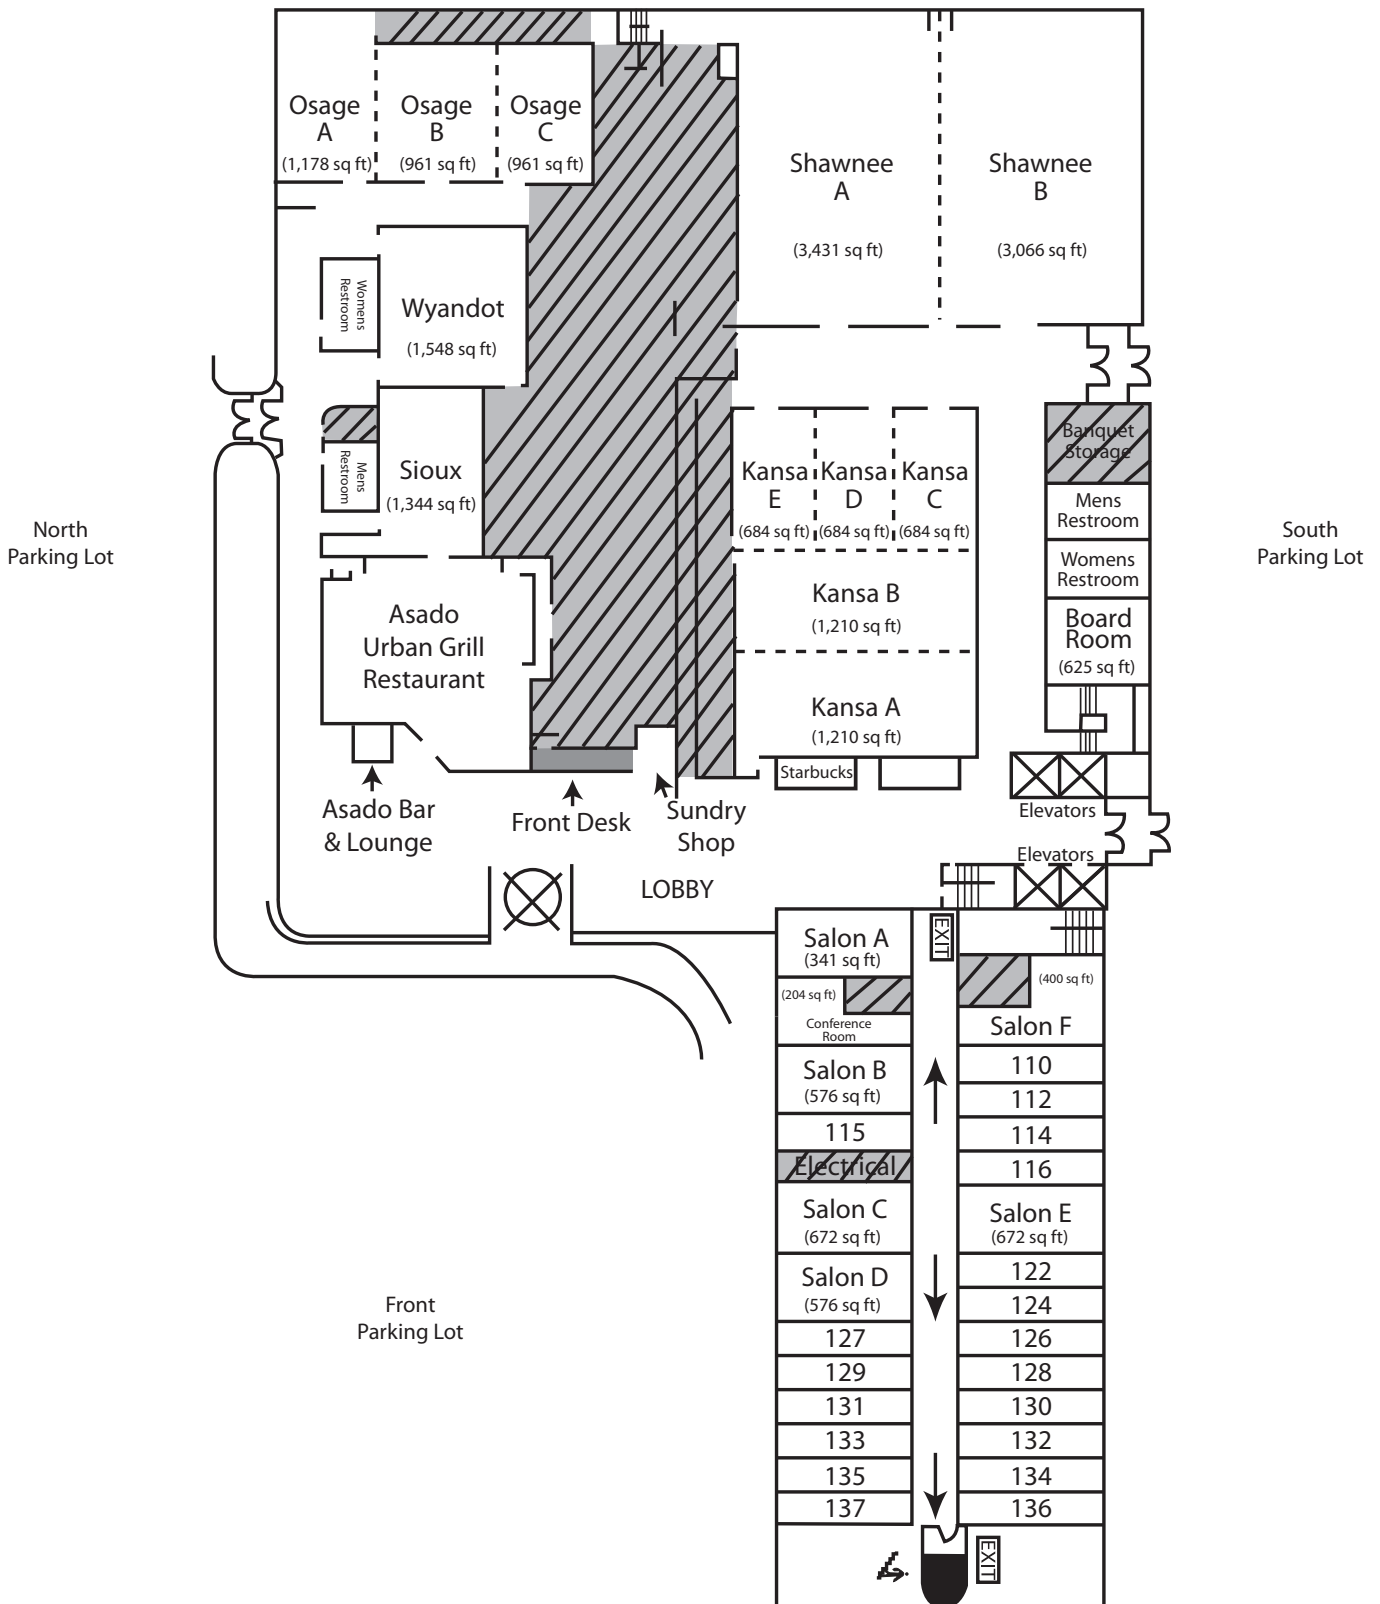 Osage
A
(1,178 sq ft)
Osage
B
(961 sq ft)
Osage
C
(961 sq ft)
Shawnee
A
(3,431 sq ft)
Shawnee
B
(3,066 sq ft)
Womens
Restroom
Wyandot
(1,548 sq ft)
Mens
Restroom
Sioux
(1,344 sq ft)
Kansa
E
(684 sq ft)
Kansa
D
(684 sq ft)
Kansa
C
(684 sq ft)
Banquet
Storage
Mens
Restroom
Womens
Restroom
Board
Room
(625 sq ft)
North
Parking Lot
South
Parking Lot
Asado
Urban Grill
Restaurant
Kansa B
(1,210 sq ft)
Kansa A
(1,210 sq ft)
Starbucks
Asado Bar
& Lounge
Front Desk
Sundry
Shop
Elevators
Elevators
LOBBY
EXIT
Salon A
(341 sq ft)
(204 sq ft)
Conference
Room
Salon B
(576 sq ft)
115
Electrical
Salon C
(672 sq ft)
Salon D
(576 sq ft)
127
129
131
133
135
137
(400 sq ft)
Salon F
110
112
114
116
Salon E
(672 sq ft)
122
124
126
128
130
132
134
136
EXIT
Front
Parking Lot